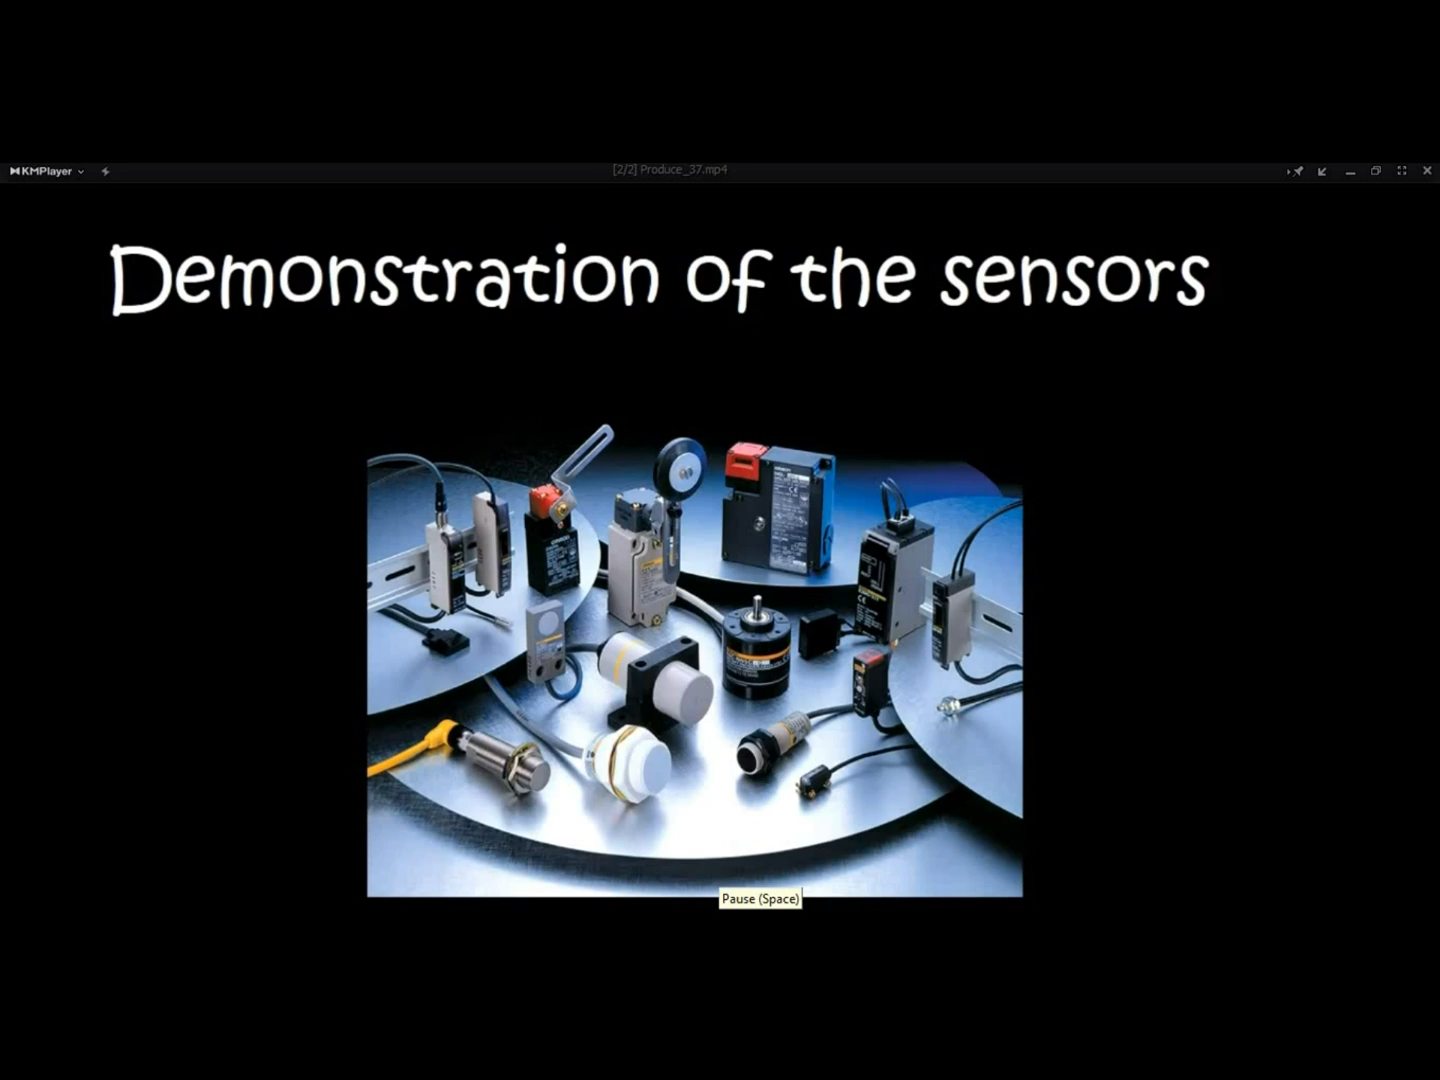 KMPlayer
[2/2] Produce_37.mp4
Demonstration of the sensors
Pause (Space)